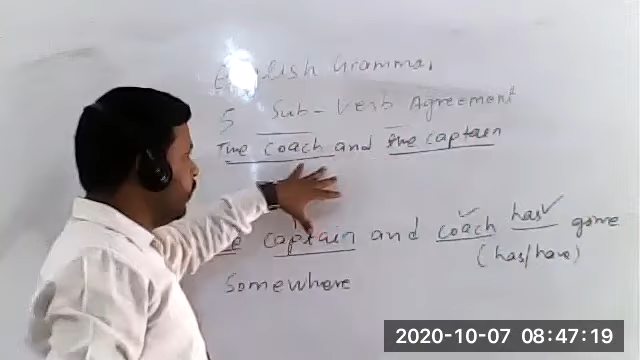 English Grammar
5 Sub-Verb Agreement
The coach and the captain
captain and coach has gone
(has/have)
Somewhere
2020-10-07 08:47:19